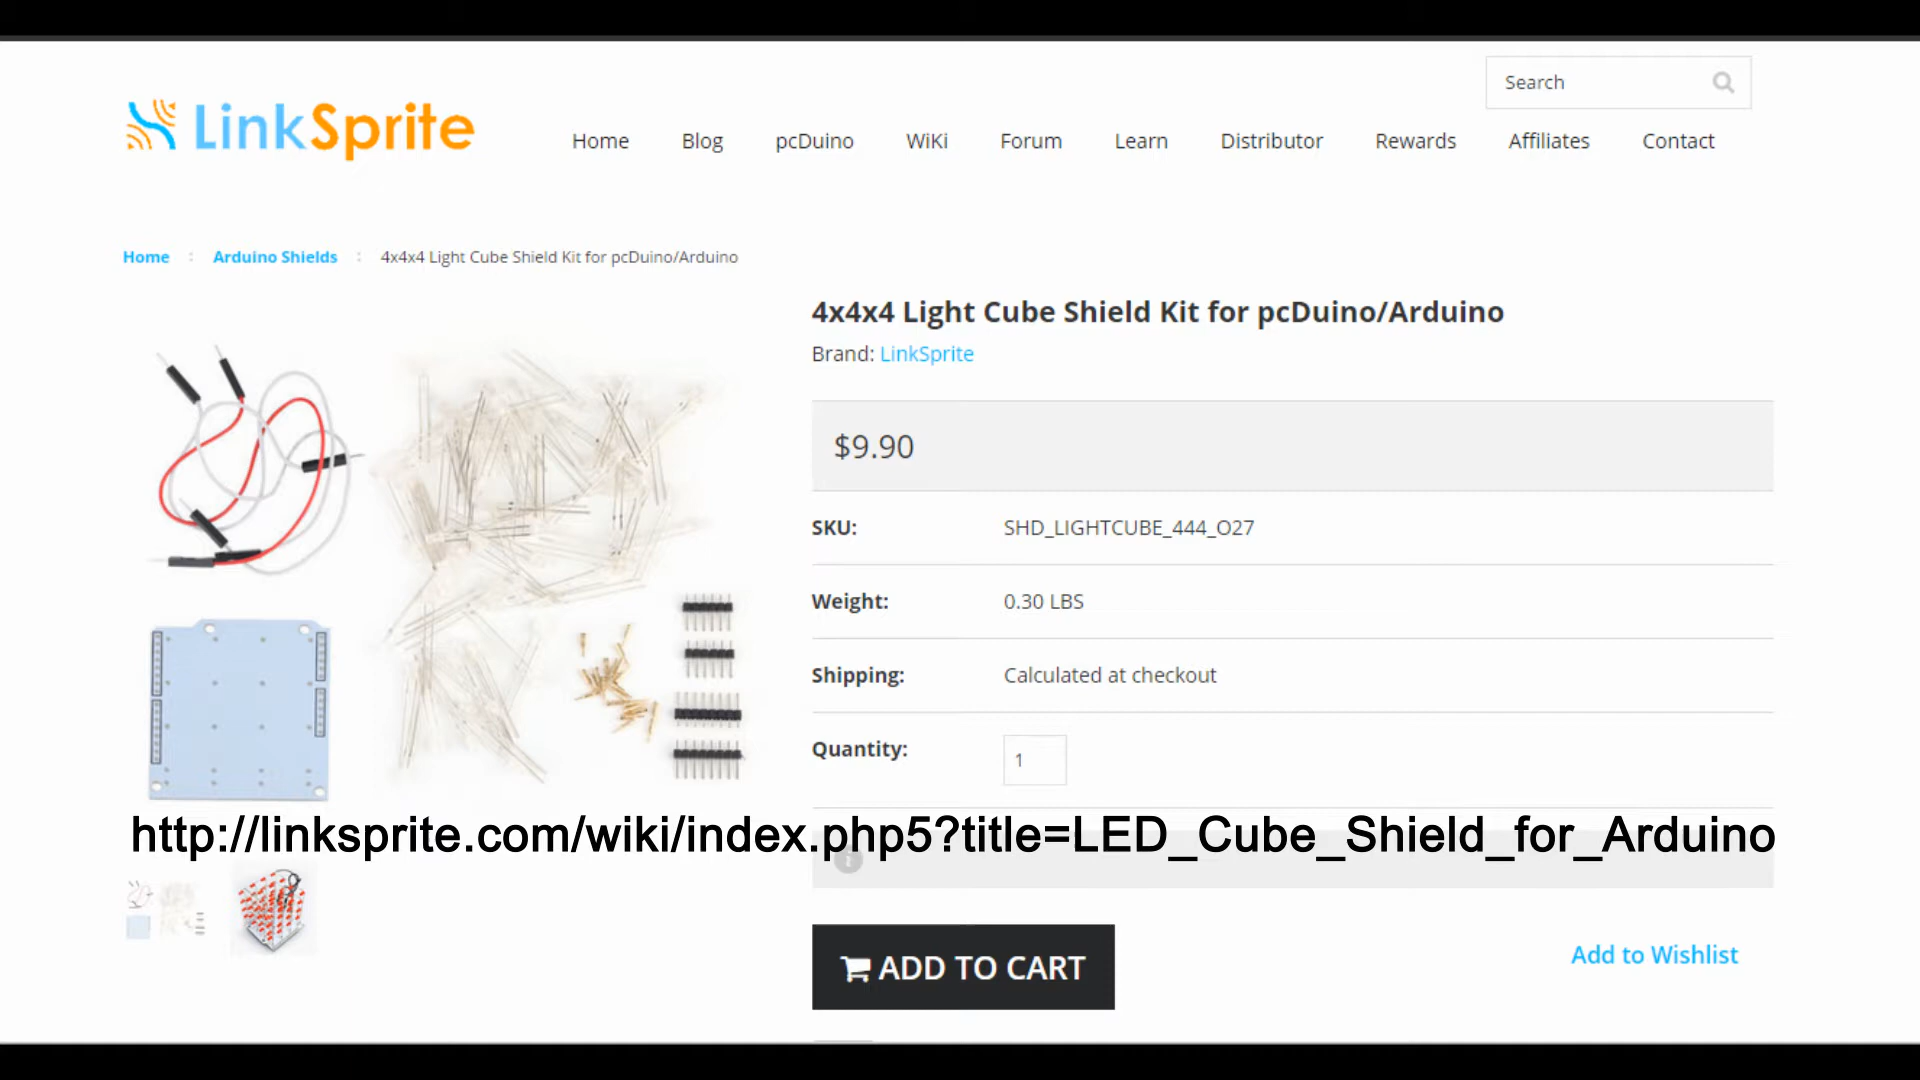 Search
LinkSprite
Home Blog pcDuino WiKi Forum Learn Distributor Rewards Affiliates Contact
Home : Arduino Shields : 4x4x4 Light Cube Shield Kit for pcDuino/Arduino
4x4x4 Light Cube Shield Kit for pcDuino/Arduino
Brand: LinkSprite
$9.90
SKU: SHD_LIGHTCUBE_444_O27
Weight: 0.30 LBS
Shipping: Calculated at checkout
Quantity: 1
http://linksprite.com/wiki/index.php5?title=LED_Cube_Shield_for_Arduino
ADD TO CART
Add to Wishlist